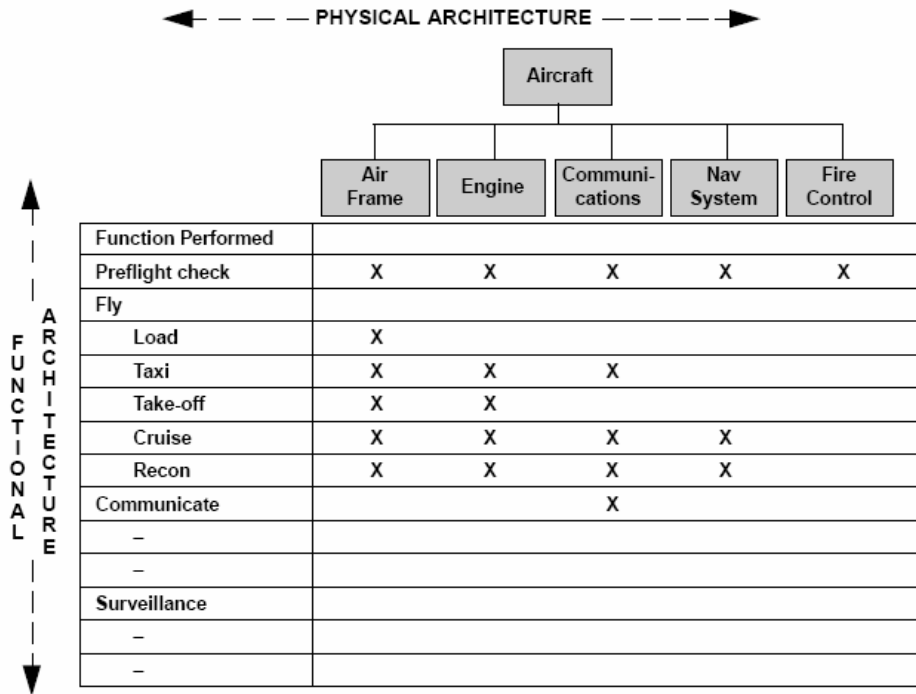 PHYSICAL ARCHITECTURE
Aircraft
Air
Frame
Engine
Communi-
cations
Nav
System
Fire
Control
FUNCTIONAL
ARCHITECTURE
Function Performed
Preflight check X X X X X
Fly
Load X
Taxi X X X
Take-off X X
Cruise X X X X
Recon X X X X
Communicate X
–
–
Surveillance
–
–